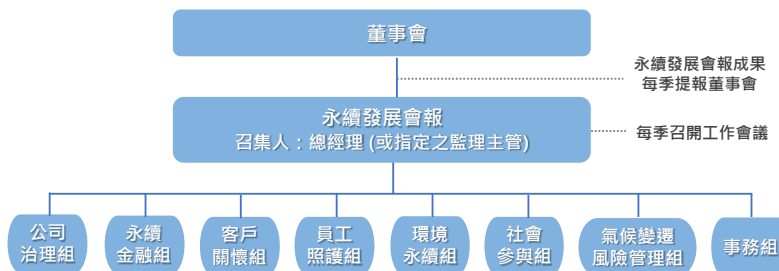 董事會
永續發展會報成果
每季提報董事會
永續發展會報
召集人：總經理 (或指定之監理主管)
每季召開工作會議
公司
治理組
永續
金融組
客戶
關懷組
員工
照護組
環境
永續組
社會
參與組
氣候變遷
風險管理組
事務組